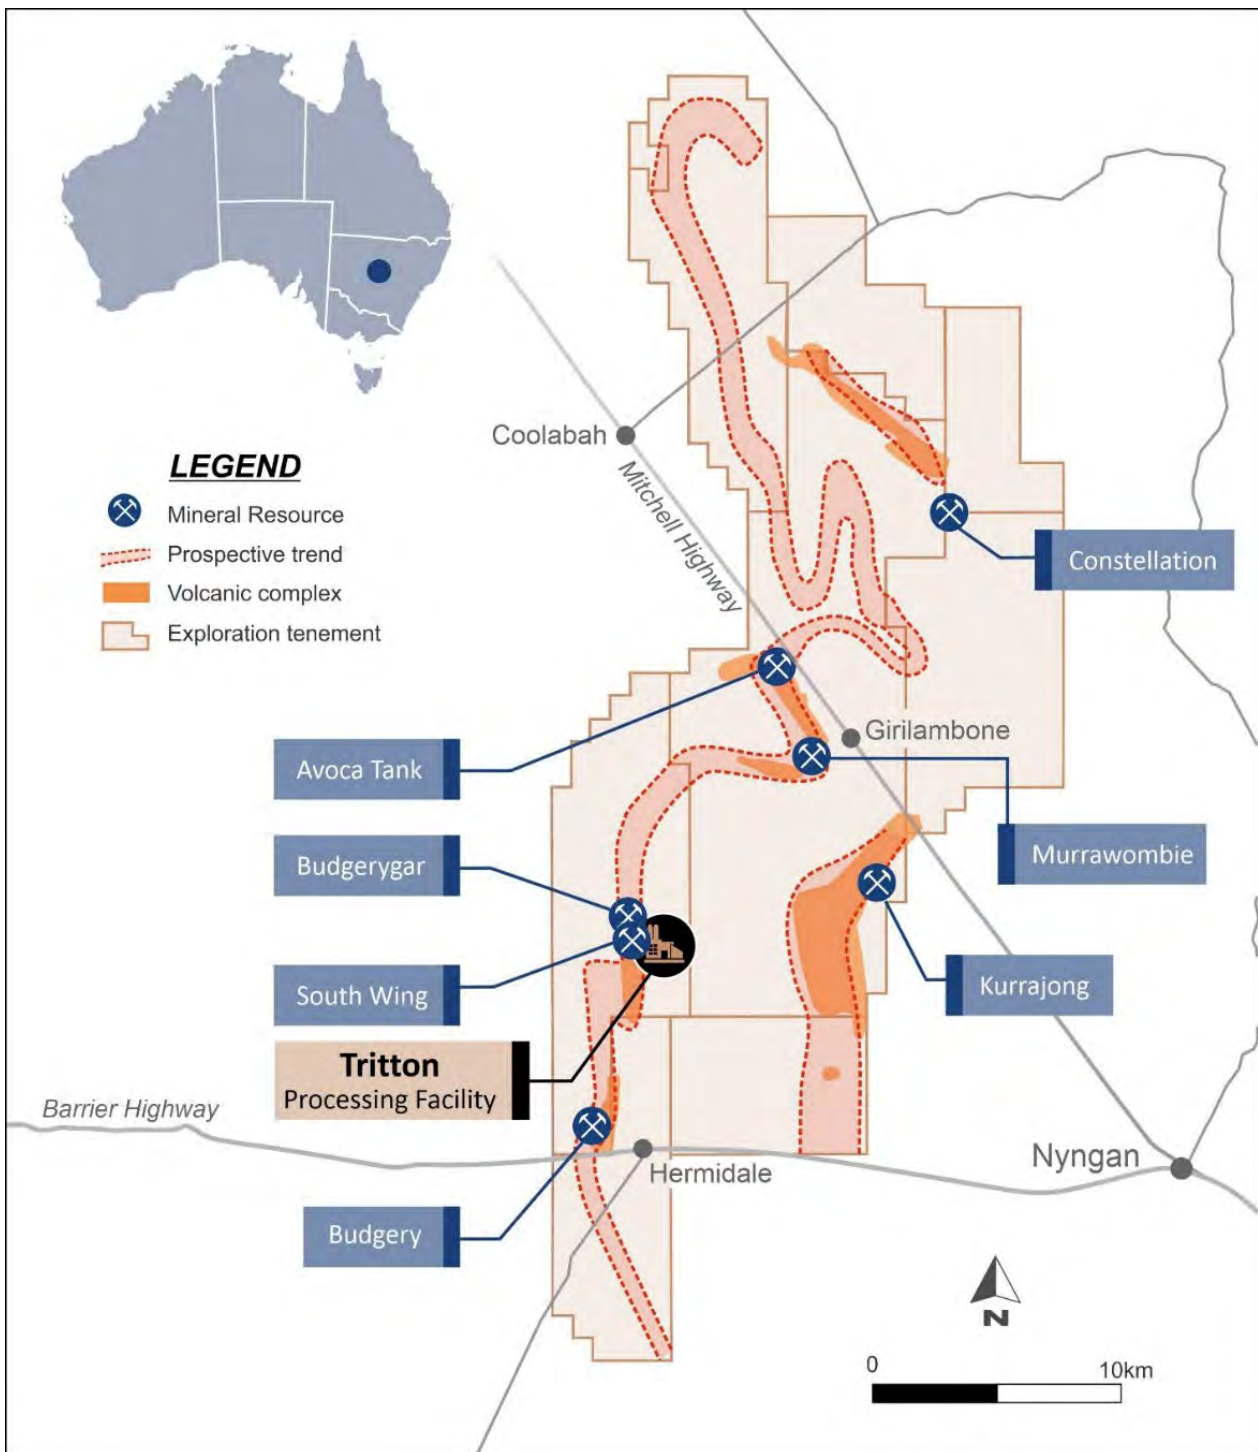 LEGEND
Mineral Resource
Prospective trend
Volcanic complex
Exploration tenement
Coolabah
Mitchell Highway
Constellation
Avoca Tank
Girilambone
Budgerygar
Murrawombie
South Wing
Kurrajong
Tritton
Processing Facility
Barrier Highway
Hermidale
Nyngan
Budgery
N
0 10km